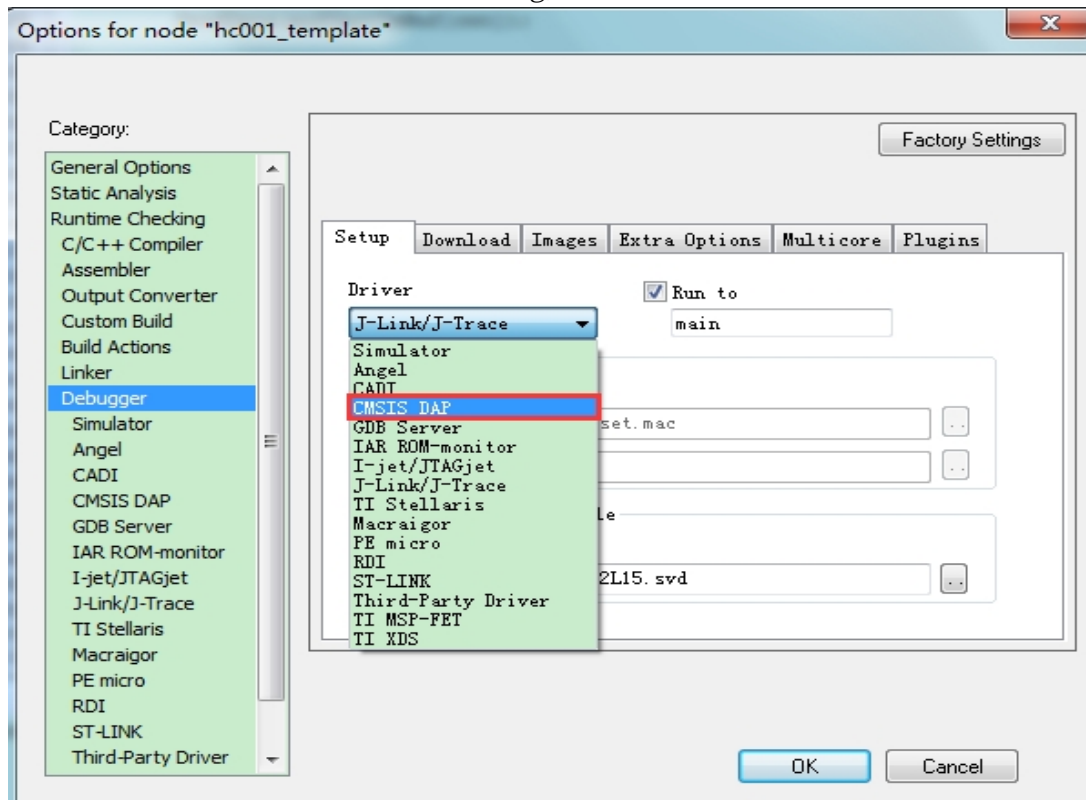 Options for node "hc001_template"
Category:
Factory Settings
General Options
Static Analysis
Runtime Checking
C/C++ Compiler
Assembler
Output Converter
Custom Build
Build Actions
Linker
Debugger
Simulator
Angel
CADI
CMSIS DAP
GDB Server
IAR ROM-monitor
I-jet/JTAGjet
J-Link/J-Trace
TI Stellaris
Macraigor
PE micro
RDI
ST-LINK
Third-Party Driver
Setup Download Images Extra Options Multicore Plugins
Driver
Run to
J-Link/J-Trace
main
Simulator
Angel
CADI
CMSIS DAP
GDB Server
set.mac
..
IAR ROM-monitor
I-jet/JTAGjet
..
J-Link/J-Trace
TI Stellaris
le
Macraigor
PE micro
RDI
ST-LINK
2L15.svd
..
Third-Party Driver
TI MSP-FET
TI XDS
OK
Cancel